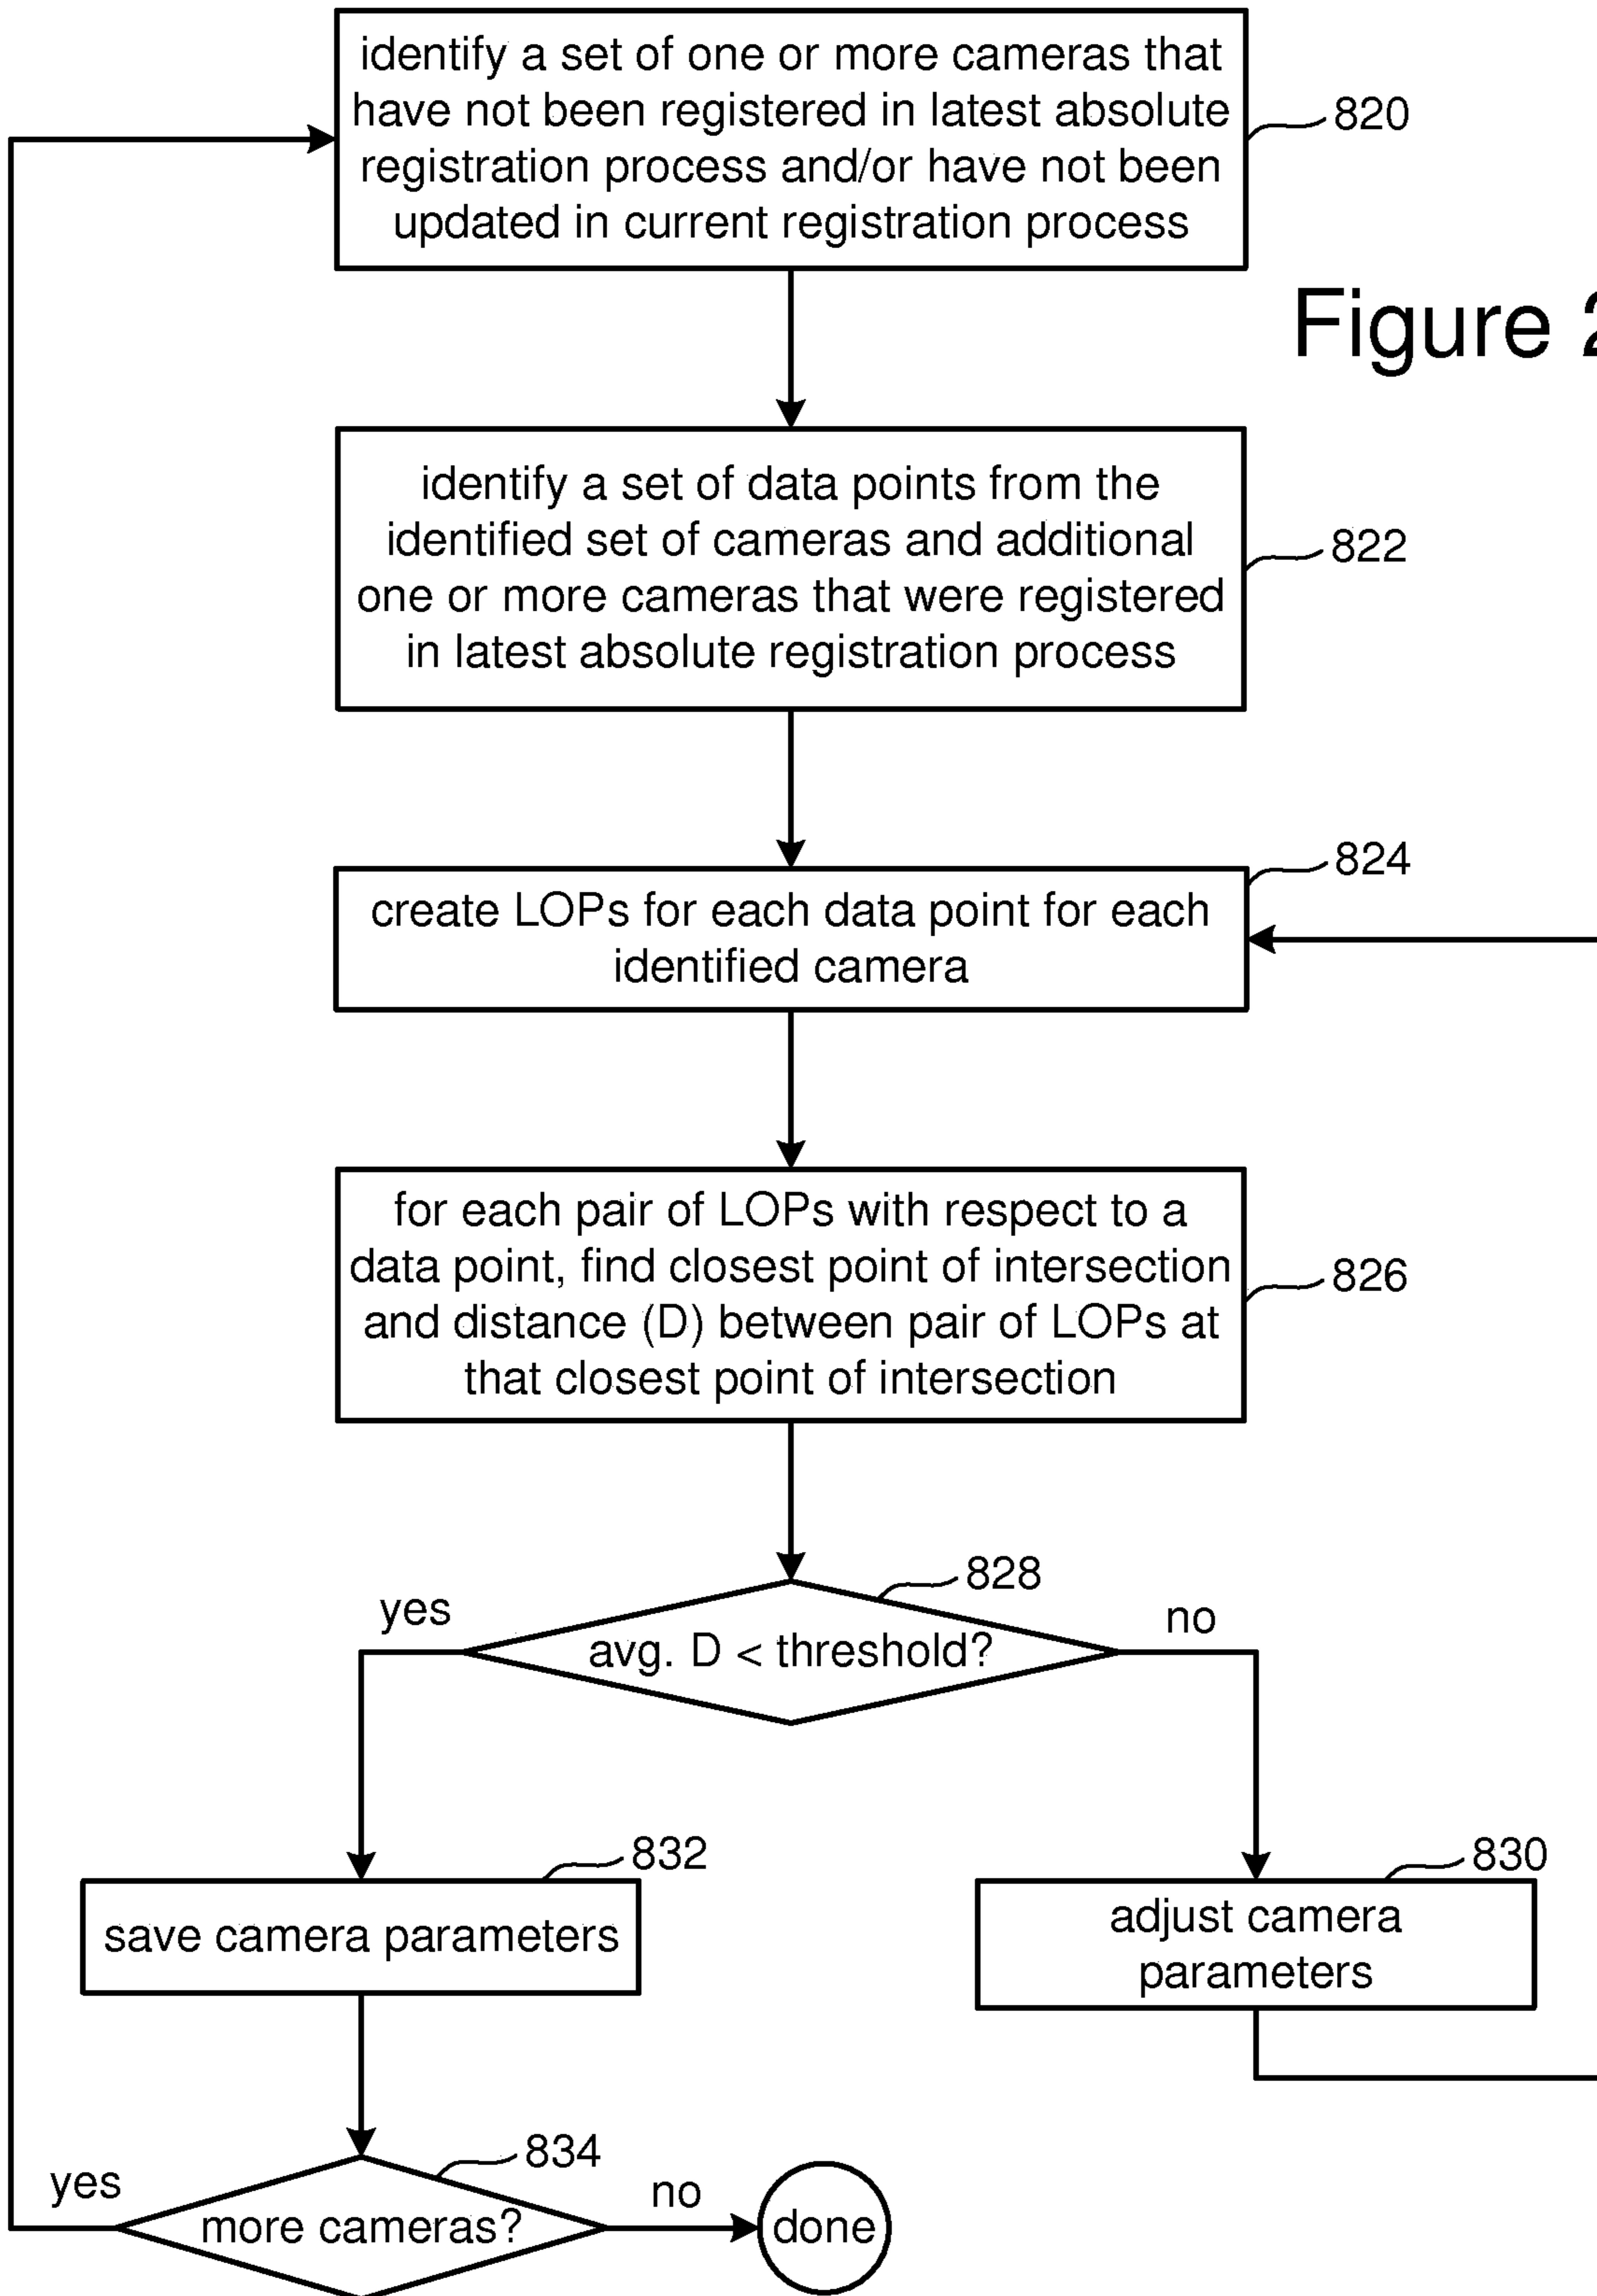 identify a set of one or more cameras that
have not been registered in latest absolute
registration process and/or have not been
updated in current registration process
820
Figure 2
identify a set of data points from the
identified set of cameras and additional
one or more cameras that were registered
in latest absolute registration process
822
824
create LOPs for each data point for each
identified camera
for each pair of LOPs with respect to a
data point, find closest point of intersection
and distance (D) between pair of LOPs at
that closest point of intersection
826
828
yes
no
avg. D < threshold?
832
830
save camera parameters
adjust camera
parameters
834
yes
no
more cameras?
done